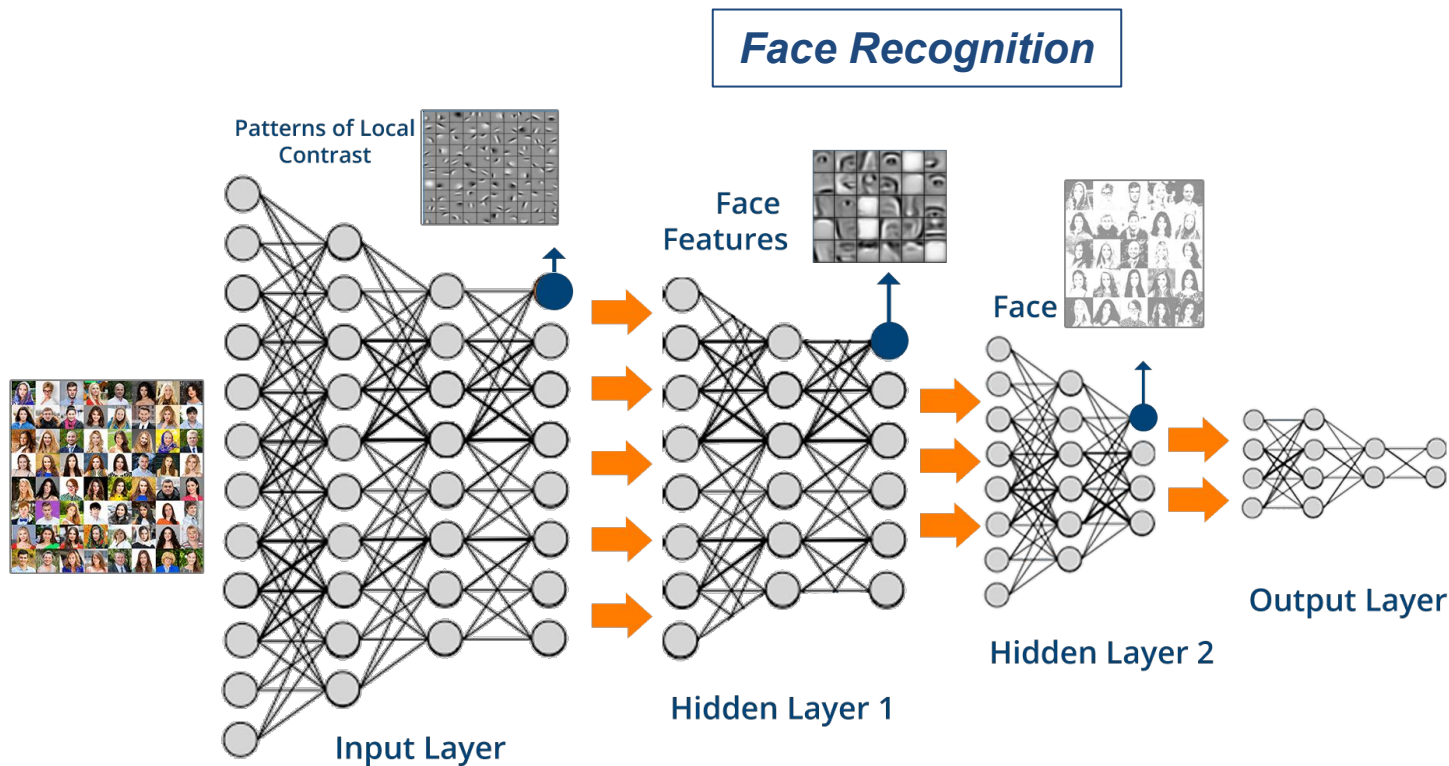 Face Recognition
Patterns of Local
Contrast
Face
Features
Face
Output Layer
Hidden Layer 2
Hidden Layer 1
Input Layer